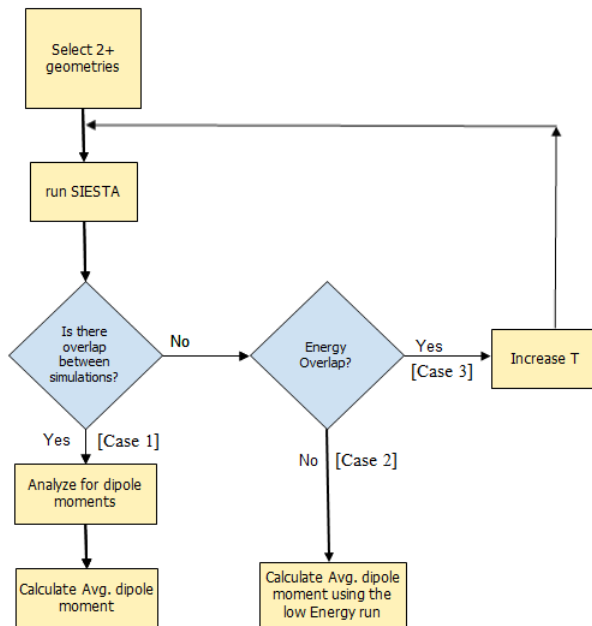 Select 2+
geometries
run SIESTA
Is there
overlap
between
simulations?
No
Energy
Overlap?
Yes
[Case 3]
Increase T
Yes
[Case 1]
No
[Case 2]
Analyze for dipole
moments
Calculate Avg. dipole
moment
Calculate Avg. dipole
moment using the
low Energy run